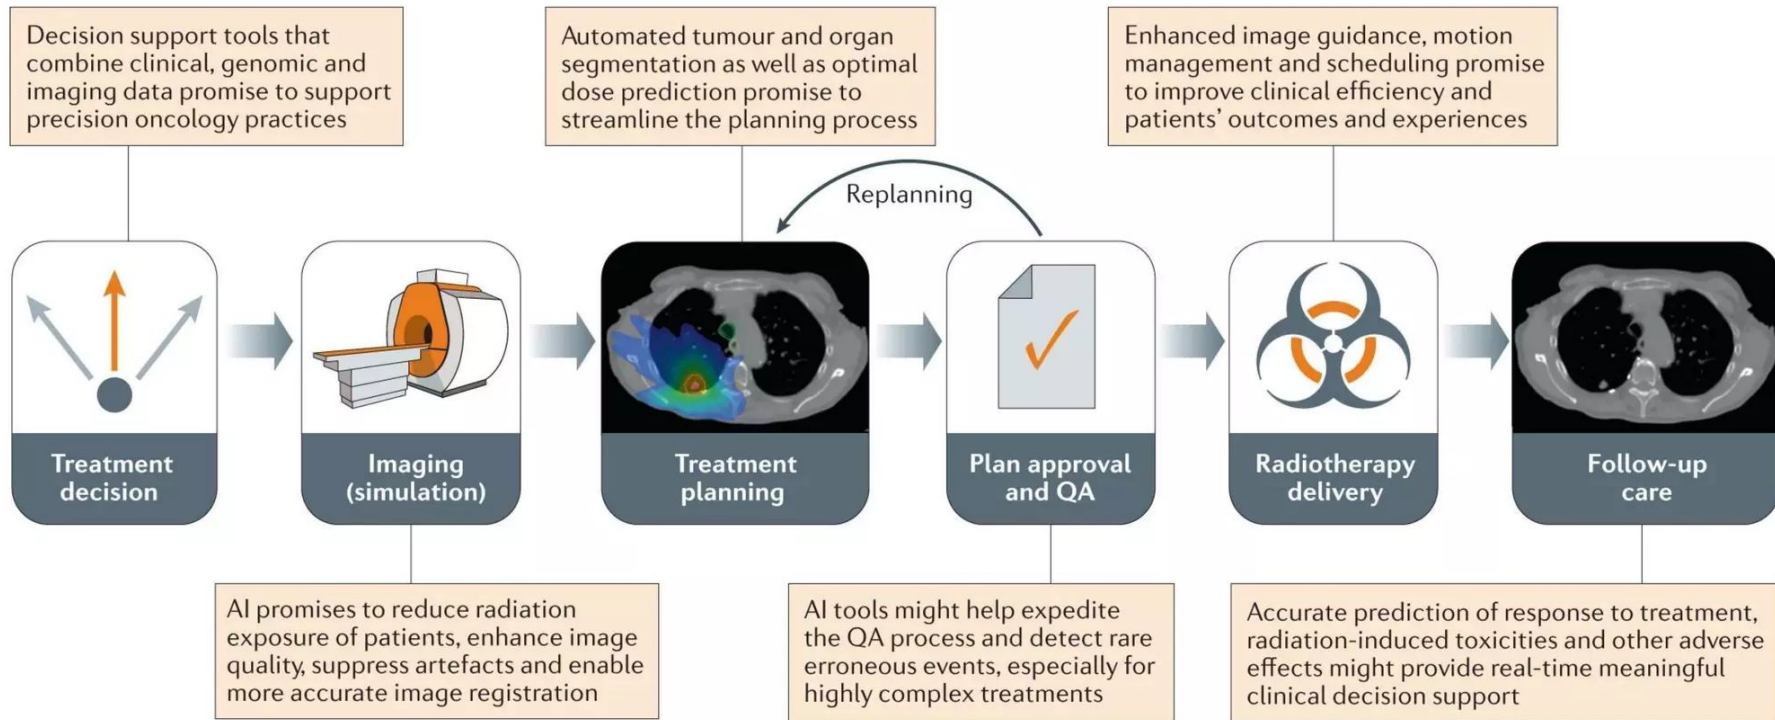 Decision support tools that
combine clinical, genomic and
imaging data promise to support
precision oncology practices
Automated tumour and organ
segmentation as well as optimal
dose prediction promise to
streamline the planning process
Enhanced image guidance, motion
management and scheduling promise
to improve clinical efficiency and
patients’ outcomes and experiences
Replanning
Treatment
decision
Imaging
(simulation)
Treatment
planning
Plan approval
and QA
Radiotherapy
delivery
Follow-up
care
AI promises to reduce radiation
exposure of patients, enhance image
quality, suppress artefacts and enable
more accurate image registration
AI tools might help expedite
the QA process and detect rare
erroneous events, especially for
highly complex treatments
Accurate prediction of response to treatment,
radiation-induced toxicities and other adverse
effects might provide real-time meaningful
clinical decision support